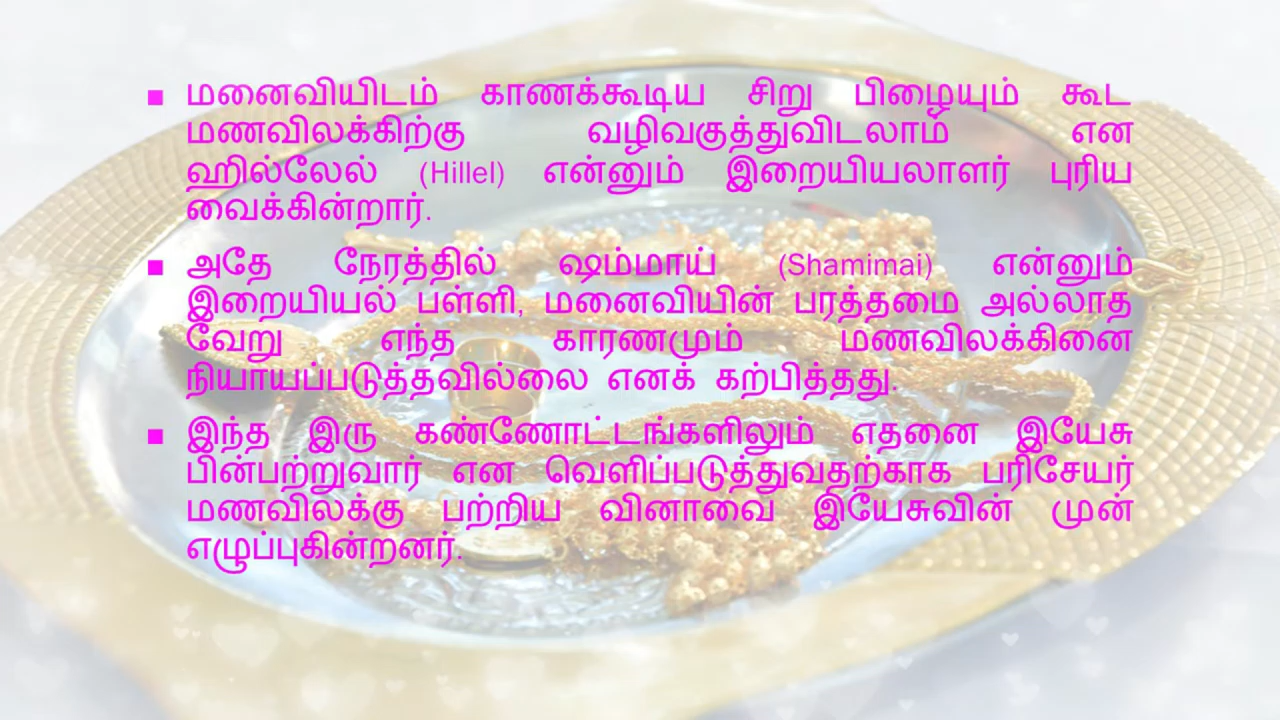 ▪ மனைவியிடம் காணக்கூடிய சிறு பிழையும் கூட
மணவிலக்கிற்கு வழிவகுத்துவிடலாம் என
ஹில்லேல் (Hillel) என்னும் இறையியலாளர் புரிய
வைக்கின்றார்.
▪ அதே நேரத்தில் ஷம்மாய் (Shamimai) என்னும்
இறையியல் பள்ளி, மனைவியின் பரத்தமை அல்லாத
வேறு எந்த காரணமும் மணவிலக்கினை
நியாயப்படுத்தவில்லை எனக் கற்பித்தது.
▪ இந்த இரு கண்ணோட்டங்களிலும் எதனை இயேசு
பின்பற்றுவார் என வெளிப்படுத்துவதற்காக பரிசேயர்
மணவிலக்கு பற்றிய வினாவை இயேசுவின் முன்
எழுப்புகின்றனர்.